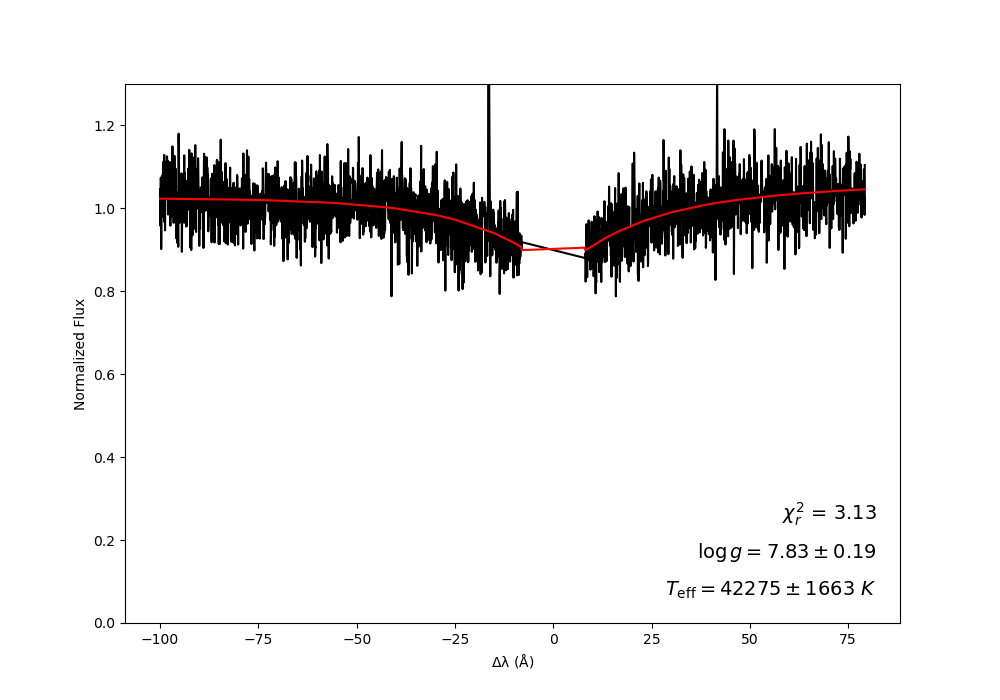 1.2
1.0
0.8
0.6
0.4
0.2
0.0
Normalized Flux
χ²ᵣ = 3.13
log g = 7.83 ± 0.19
T_eff = 42275 ± 1663 K
−100 −75 −50 −25 0 25 50 75
Δλ (Å)